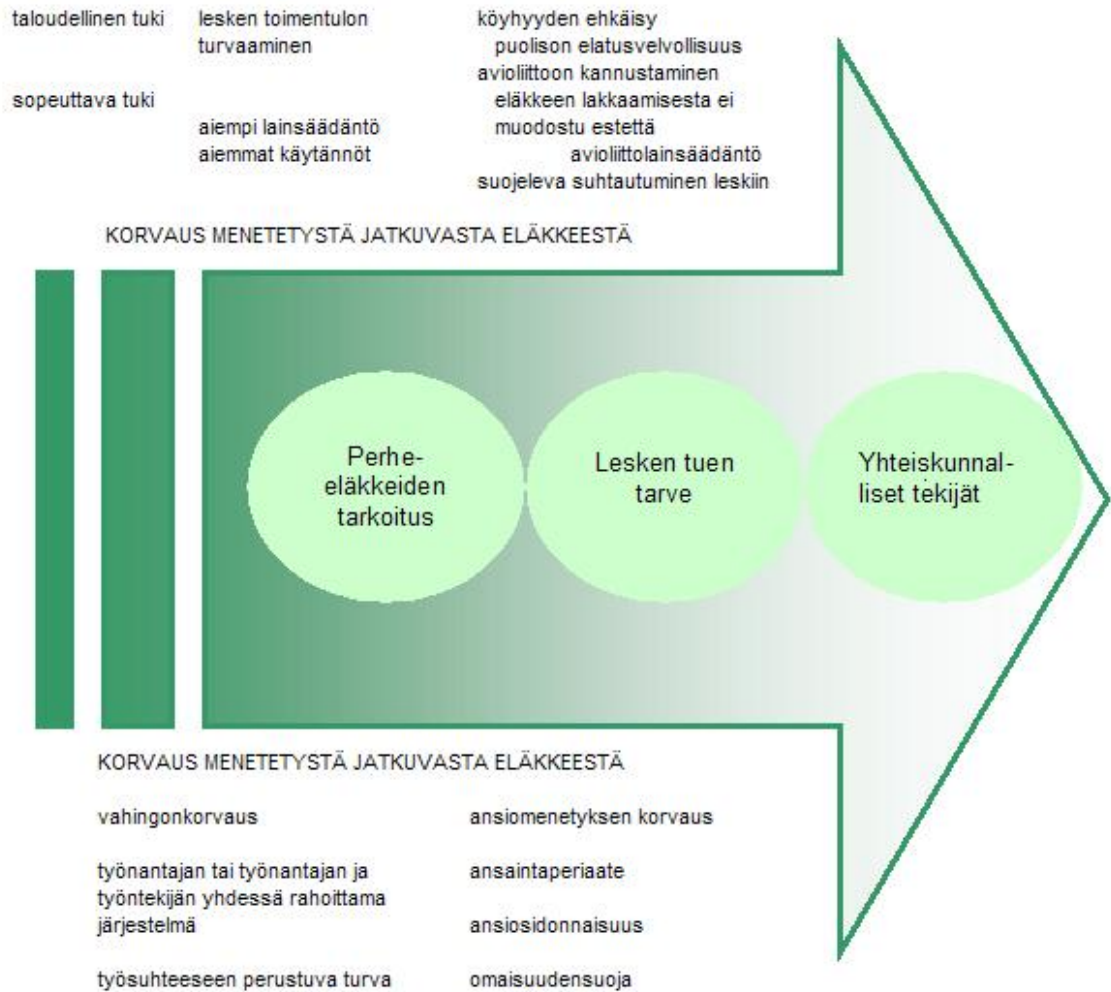 taloudellinen tuki
sopeuttava tuki
lesken toimentulon
turvaaminen
aiempi lainsäädäntö
aiemmat käytännöt
köyhyyden ehkäisy
puolison elatusvelvollisuus
avioliittoon kannustaminen
eläkkeen lakkaamisesta ei
muodostu estettä
avioliittolainsäädäntö
suojeleva suhtautuminen leskiin
KORVAUS MENETETYSTÄ JATKUVASTA ELÄKKEESTÄ
Perhe-
eläkkeiden
tarkoitus
Lesken tuen
tarve
Yhteiskunnal-
liset tekijät
KORVAUS MENETETYSTÄ JATKUVASTA ELÄKKEESTÄ
vahingonkorvaus
työnantajan tai työnantajan ja
työntekijän yhdessä rahoittama
järjestelmä
työsuhteeseen perustuva turva
ansiomenetyksen korvaus
ansaintaperiaate
ansiosidonnaisuus
omaisuudensuoja